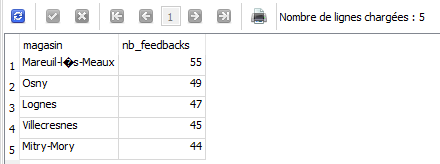 1 Nombre de lignes chargées : 5
magasin nb_feedbacks
1 Mareuil-l�s-Meaux 55
2 Osny 49
3 Lognes 47
4 Villecresnes 45
5 Mitry-Mory 44